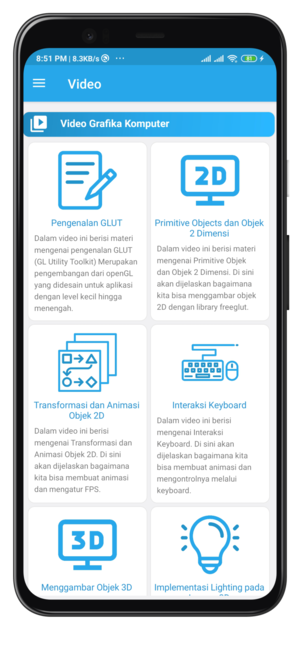 8:51 PM | 8.3KB/s ···
81
Video
Video Grafika Komputer
Pengenalan GLUT
Dalam video ini berisi materi
mengenai pengenalan GLUT
(GL Utility Toolkit) Merupakan
pengembangan dari openGL
yang didesain untuk aplikasi
dengan level kecil hingga
menengah.
2D
Primitive Objects dan Objek
2 Dimensi
Dalam video ini berisi materi
mengenai Primitive Objek
dan Objek 2 Dimensi. Di sini
akan dijelaskan bagaimana
kita bisa menggambar objek
2D dengan library freeglut.
Transformasi dan Animasi
Objek 2D
Dalam video ini berisi
mengenai Transformasi dan
Animasi Objek 2D. Di sini
akan dijelaskan bagaimana
kita bisa membuat animasi
dan mengatur FPS.
Interaksi Keyboard
Dalam video ini berisi
mengenai Interaksi
Keyboard. Di sini akan
dijelaskan bagaimana kita
bisa membuat animasi dan
mengontrolnya melalui
keyboard.
3D
Menggambar Objek 3D
Implementasi Lighting pada